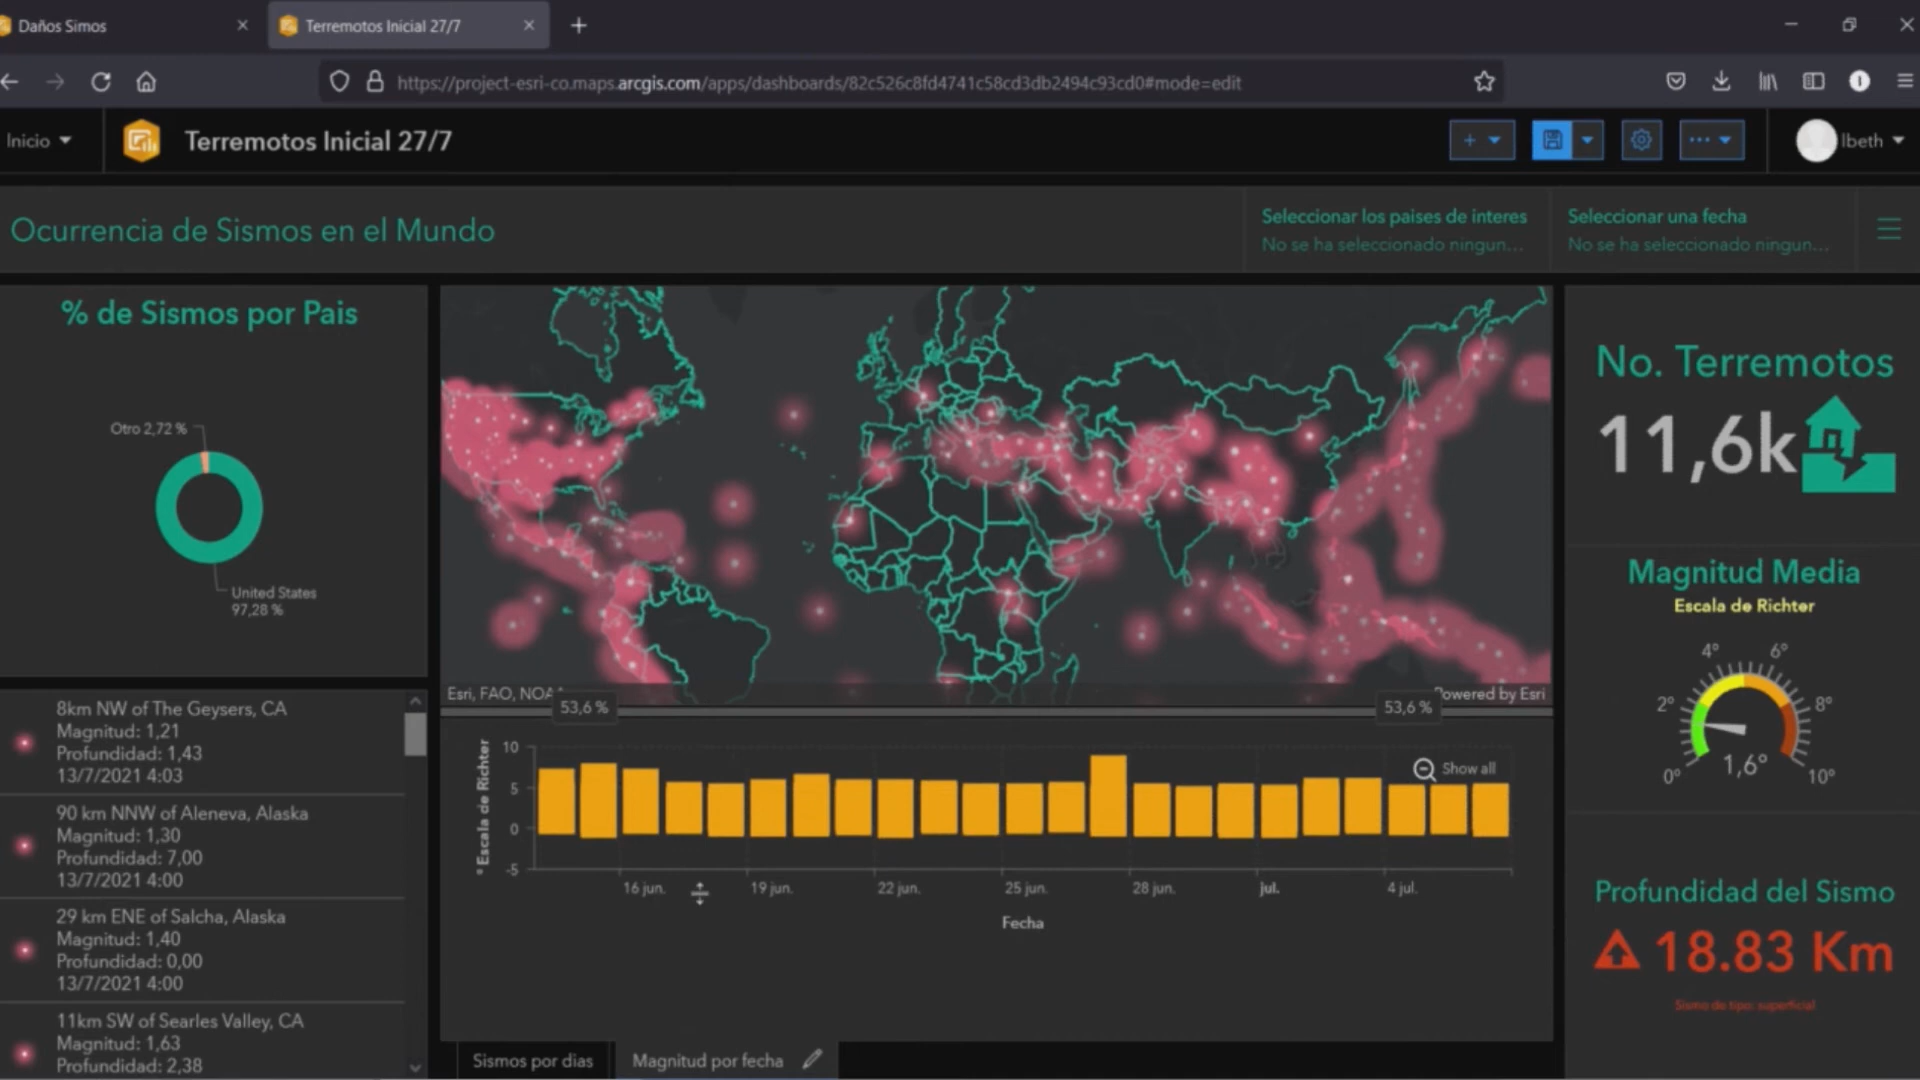 Daños Simos
Terremotos Inicial 27/7
https://project-esri-co.maps.arcgis.com/apps/dashboards/82c526c8fd4741c58cd3db2494c93cd0#mode=edit
Inicio
Terremotos Inicial 27/7
Ibeth
Ocurrencia de Sismos en el Mundo
Seleccionar los paises de interes
No se ha seleccionado ningun...
Seleccionar una fecha
No se ha seleccionado ningun...
% de Sismos por Pais
Otro 2,72 %
United States
97,28 %
8km NW of The Geysers, CA
Magnitud: 1,21
Profundidad: 1,43
13/7/2021 4:03
90 km NNW of Aleneva, Alaska
Magnitud: 1,30
Profundidad: 7,00
13/7/2021 4:00
29 km ENE of Salcha, Alaska
Magnitud: 1,40
Profundidad: 0,00
13/7/2021 4:00
11km SW of Searles Valley, CA
Magnitud: 1,63
Profundidad: 2,38
Esri, FAO, NOAA
Powered by Esri
53,6 %
53,6 %
° Escala de Richter
10
5
0
-5
Show all
16 jun.
19 jun.
22 jun.
25 jun.
28 jun.
jul.
4 jul.
Fecha
Sismos por dias
Magnitud por fecha
No. Terremotos
11,6k
Magnitud Media
Escala de Richter
0°
2°
4°
6°
8°
10°
1,6°
Profundidad del Sismo
18.83 Km
Sismo de tipo: superficial